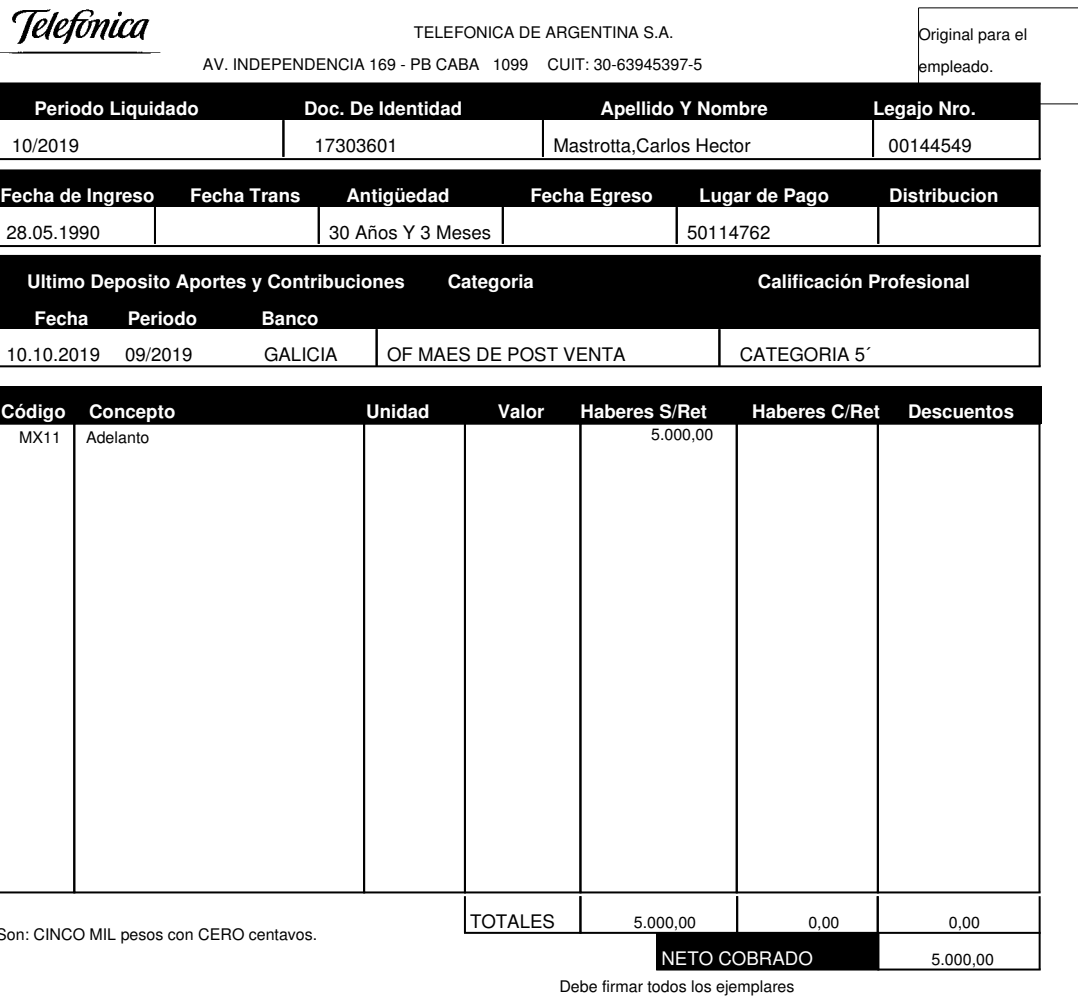 Telefónica
TELEFONICA DE ARGENTINA S.A.
Original para el
AV. INDEPENDENCIA 169 - PB CABA 1099 CUIT: 30-63945397-5
empleado.
Periodo Liquidado Doc. De Identidad Apellido Y Nombre Legajo Nro.
10/2019 17303601 Mastrotta,Carlos Hector 00144549
Fecha de Ingreso Fecha Trans Antigüedad Fecha Egreso Lugar de Pago Distribucion
28.05.1990 30 Años Y 3 Meses 50114762
Ultimo Deposito Aportes y Contribuciones Categoria Calificación Profesional
Fecha Periodo Banco
10.10.2019 09/2019 GALICIA OF MAES DE POST VENTA CATEGORIA 5´
Código Concepto Unidad Valor Haberes S/Ret Haberes C/Ret Descuentos
MX11 Adelanto 5.000,00
TOTALES 5.000,00 0,00 0,00
Son: CINCO MIL pesos con CERO centavos.
NETO COBRADO 5.000,00
Debe firmar todos los ejemplares